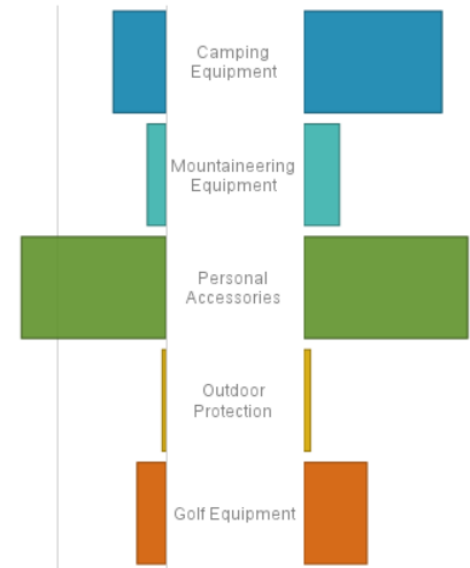 Camping
Equipment
Mountaineering
Equipment
Personal
Accessories
Outdoor
Protection
Golf Equipment